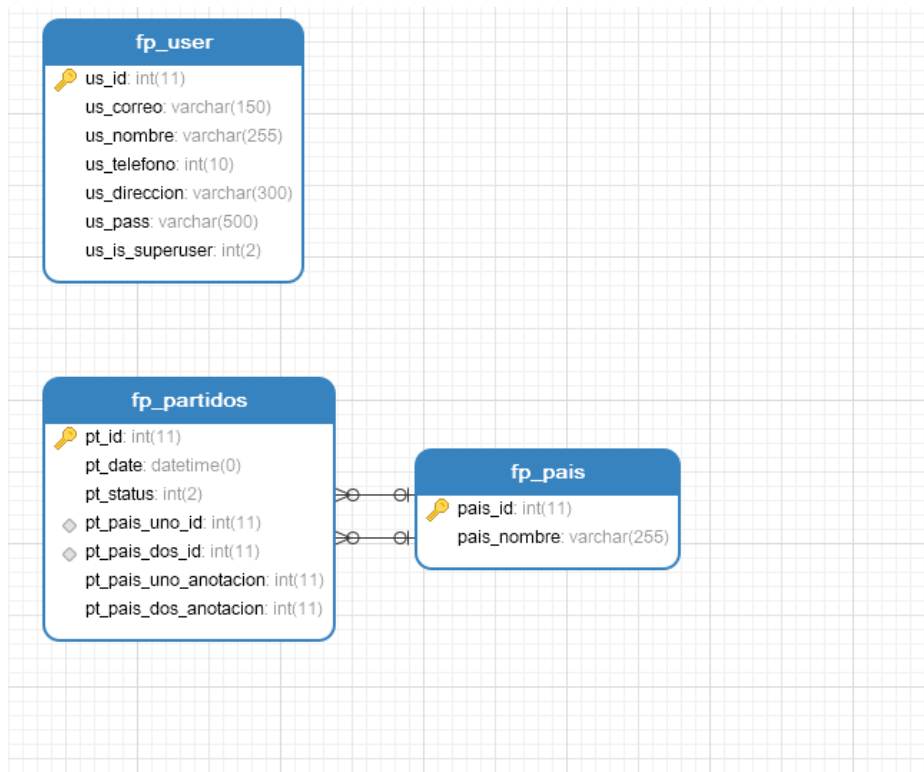 fp_user
us_id: int(11)
us_correo: varchar(150)
us_nombre: varchar(255)
us_telefono: int(10)
us_direccion: varchar(300)
us_pass: varchar(500)
us_is_superuser: int(2)
fp_partidos
pt_id: int(11)
pt_date: datetime(0)
pt_status: int(2)
pt_pais_uno_id: int(11)
pt_pais_dos_id: int(11)
pt_pais_uno_anotacion: int(11)
pt_pais_dos_anotacion: int(11)
fp_pais
pais_id: int(11)
pais_nombre: varchar(255)